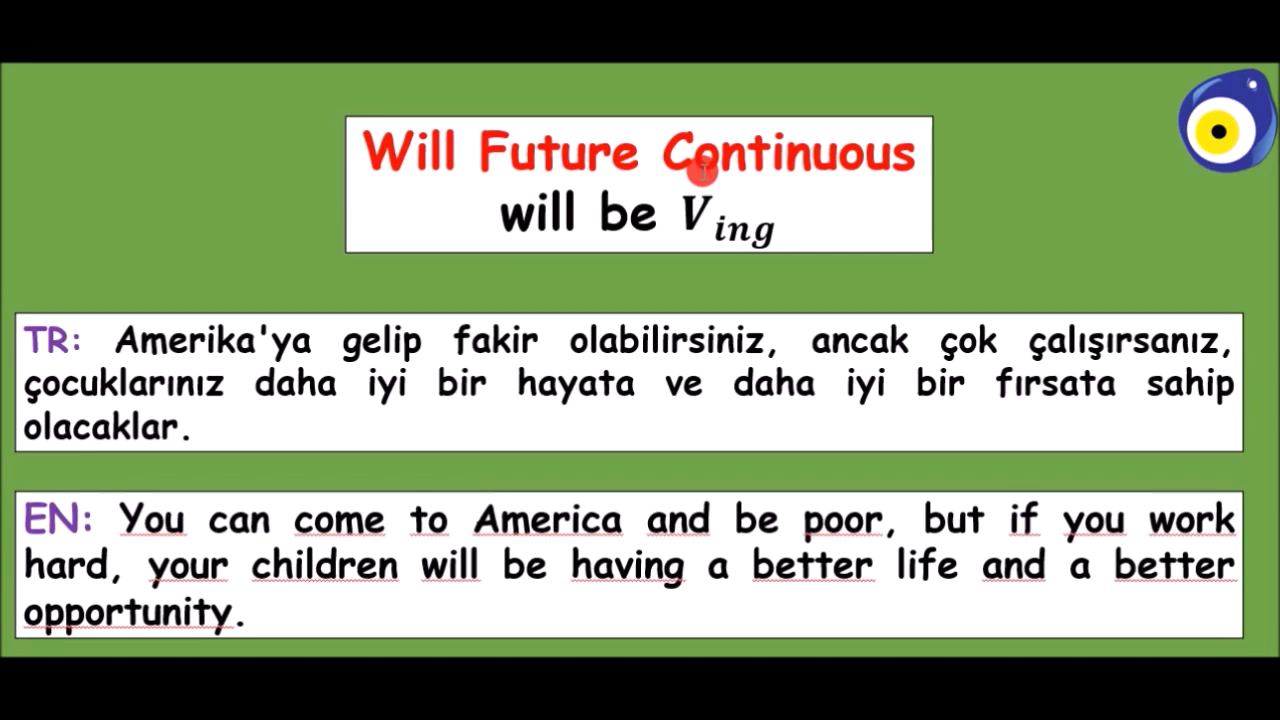 Will Future Continuous
will be Ving
TR: Amerika'ya gelip fakir olabilirsiniz, ancak çok çalışırsanız,
çocuklarınız daha iyi bir hayata ve daha iyi bir fırsata sahip
olacaklar.
EN: You can come to America and be poor, but if you work
hard, your children will be having a better life and a better
opportunity.